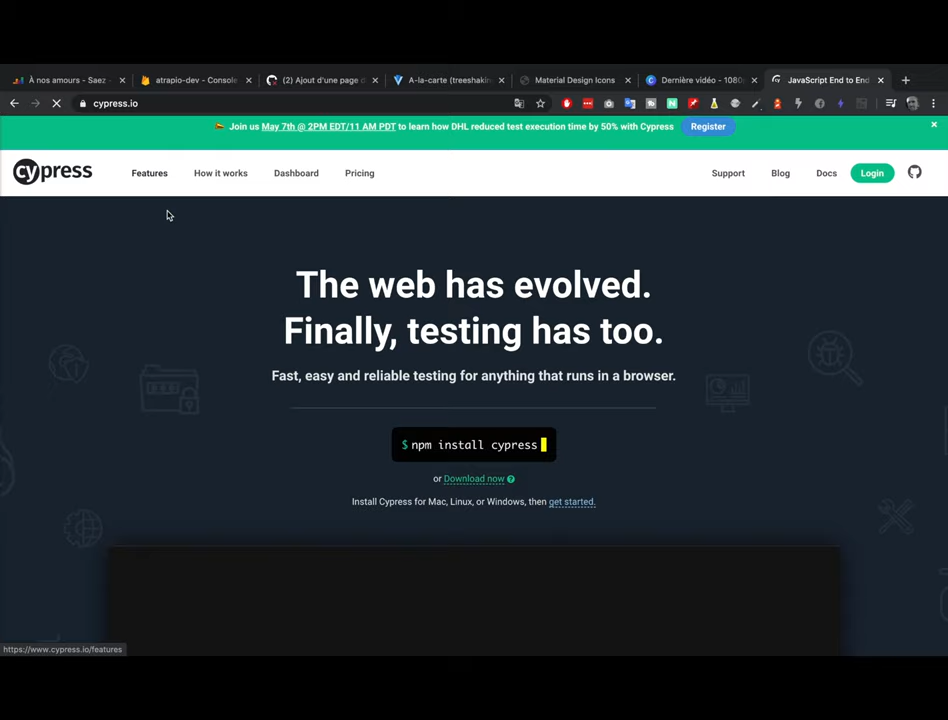 À nos amours - Saez -
atrapio-dev - Console
(2) Ajout d'une page d
A-la-carte (treeshakin
Material Design Icons
Dernière vidéo - 1080
JavaScript End to End
cypress.io
Join us May 7th @ 2PM EDT/11 AM PDT to learn how DHL reduced test execution time by 50% with Cypress Register
cypress Features How it works Dashboard Pricing Support Blog Docs Login
The web has evolved.
Finally, testing has too.
Fast, easy and reliable testing for anything that runs in a browser.
$ npm install cypress
or Download now ?
Install Cypress for Mac, Linux, or Windows, then get started.
https://www.cypress.io/features